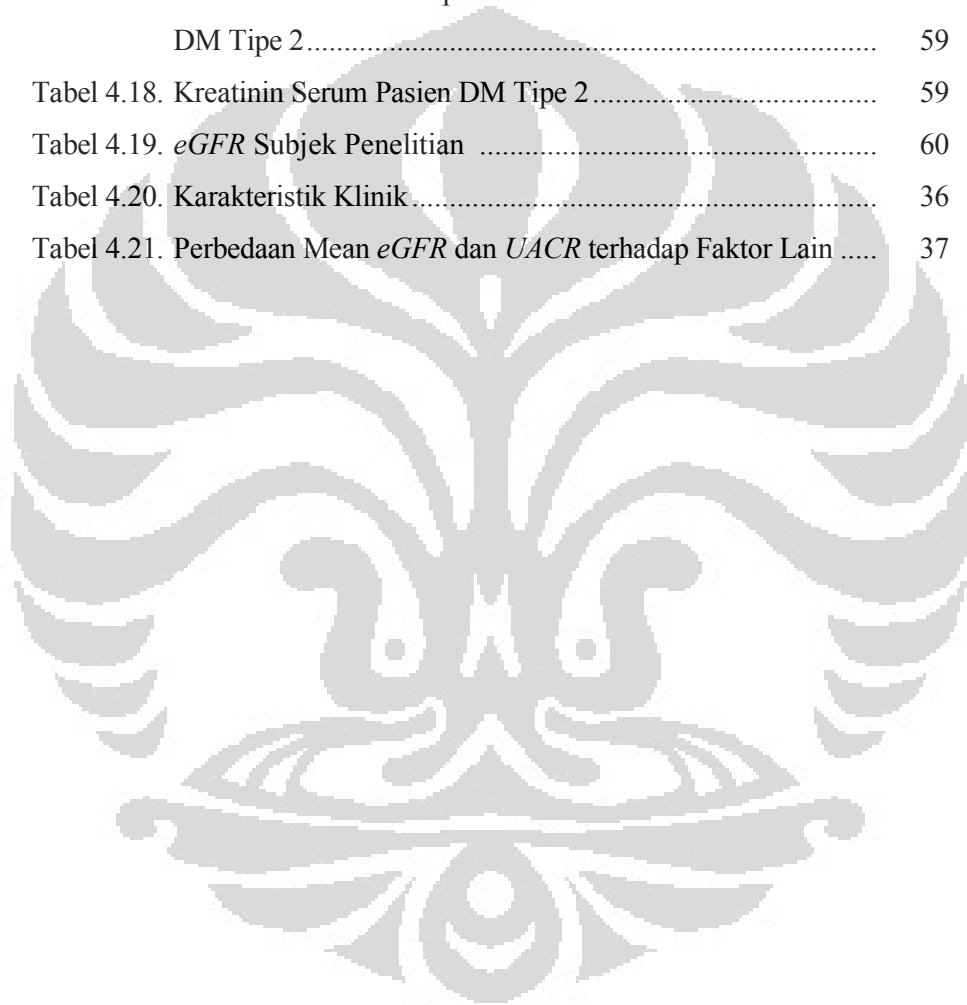 DM Tipe 2............................................................................ 59
Tabel 4.18. Kreatinin Serum Pasien DM Tipe 2...................................... 59
Tabel 4.19. eGFR Subjek Penelitian ..................................................... 60
Tabel 4.20. Karakteristik Klinik.............................................................. 36
Tabel 4.21. Perbedaan Mean eGFR dan UACR terhadap Faktor Lain ..... 37